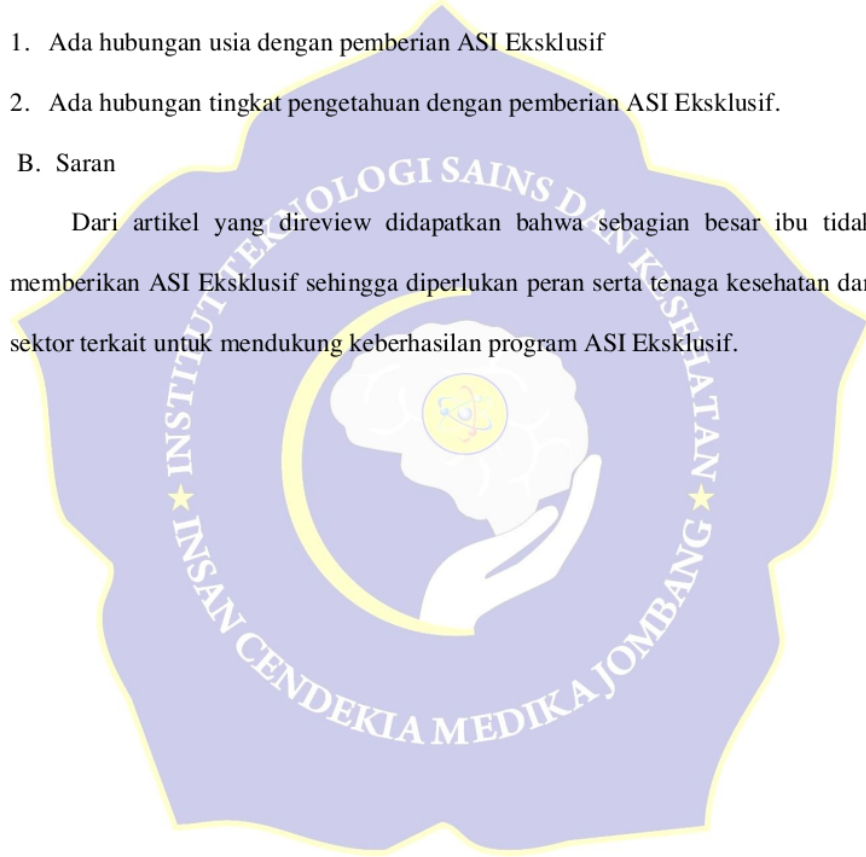 1. Ada hubungan usia dengan pemberian ASI Eksklusif
2. Ada hubungan tingkat pengetahuan dengan pemberian ASI Eksklusif.
B. Saran
Dari artikel yang direview didapatkan bahwa sebagian besar ibu
memberikan ASI Eksklusif sehingga diperlukan peran serta tenaga kesehatan
sektor terkait untuk mendukung keberhasilan program ASI Eksklusif.
INSTITUT TEKNOLOGI SAINS DAN KESEHATAN
INSAN CENDEKIA MEDIKA JOMBANG